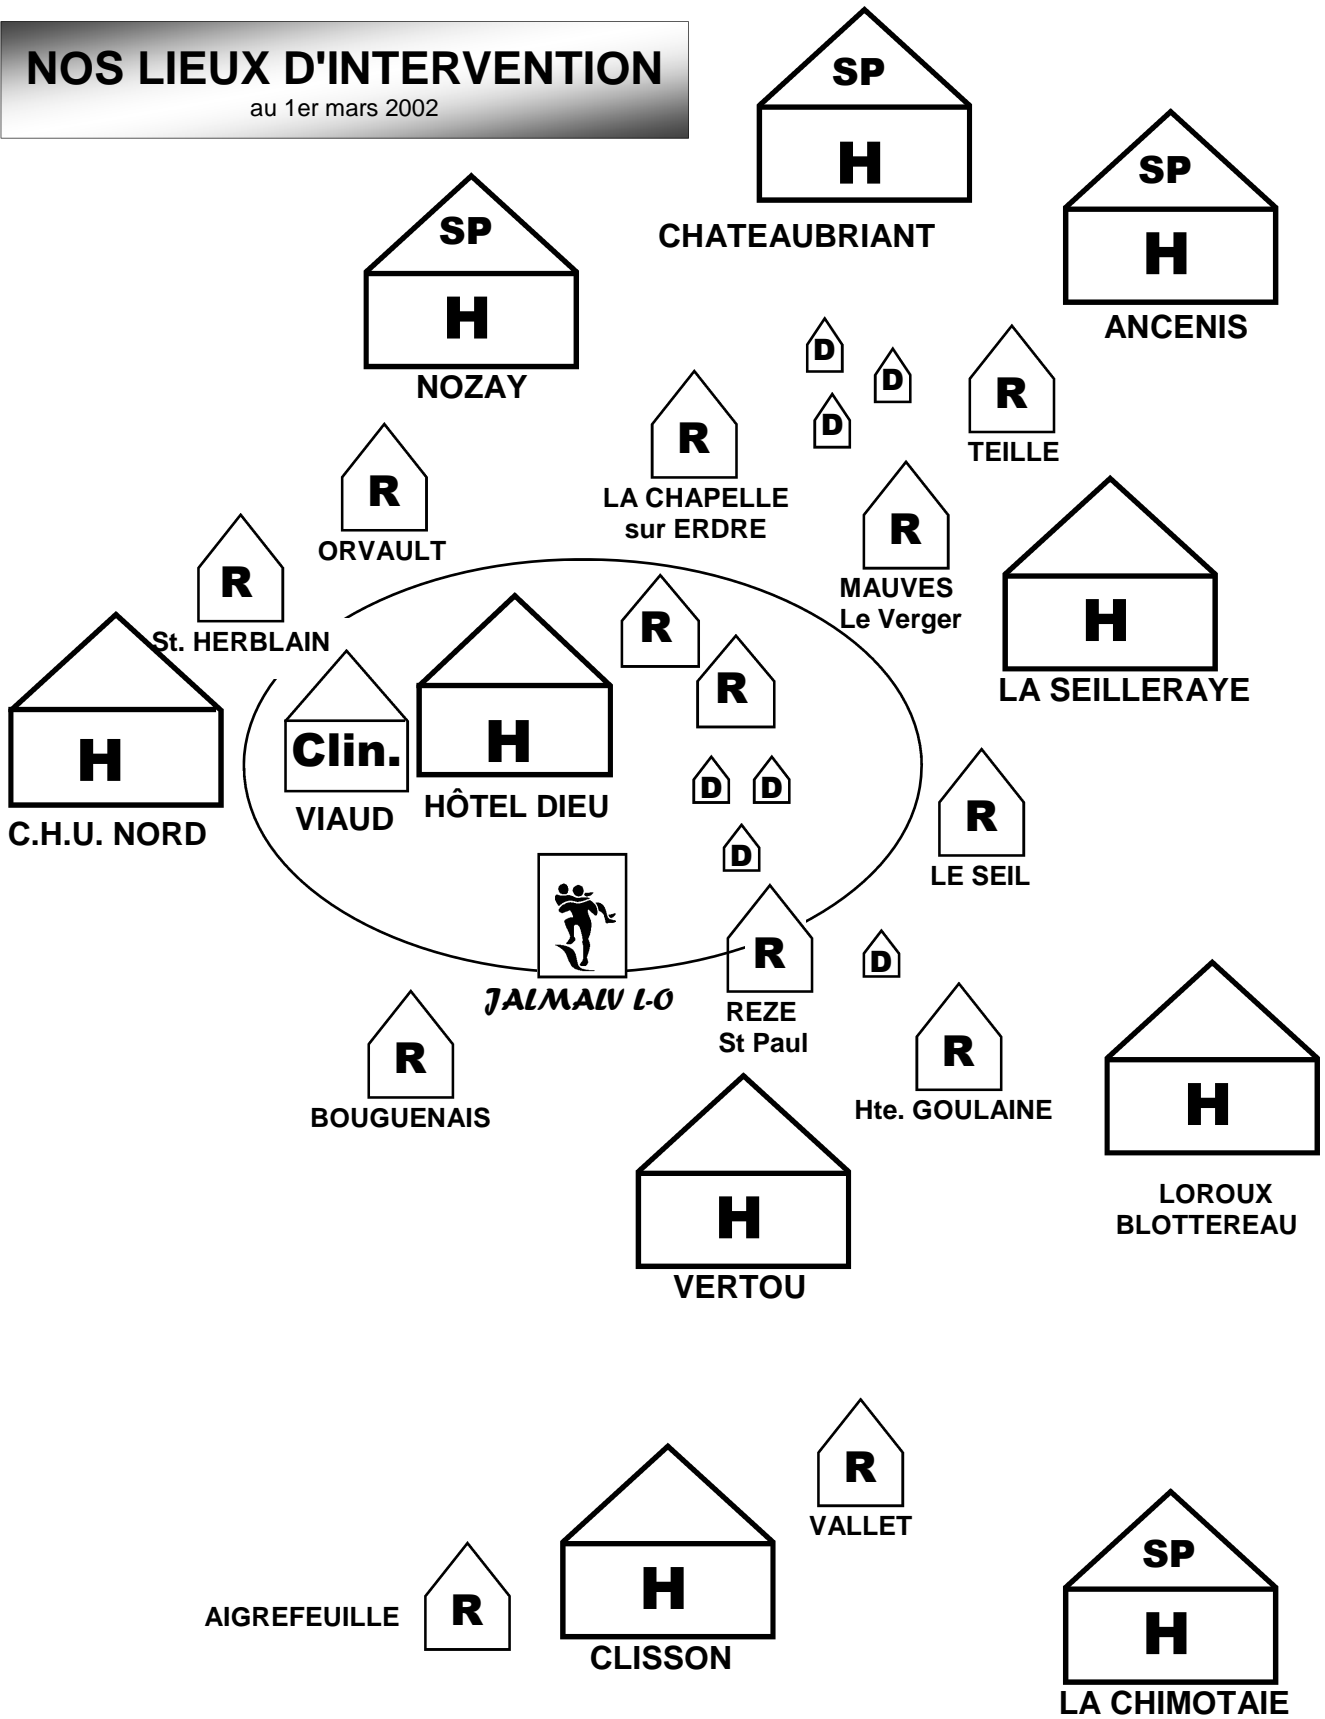 NOS LIEUX D'INTERVENTION
au 1er mars 2002
SP
H
CHATEAUBRIANT
SP
H
ANCENIS
SP
H
NOZAY
D
D
D
R
TEILLE
R
LA CHAPELLE
sur ERDRE
R
ORVAULT
R
MAUVES
Le Verger
H
LA SEILLERAYE
R
St. HERBLAIN
R
R
H
C.H.U. NORD
Clin.
VIAUD
H
HÔTEL DIEU
D
D
D
R
LE SEIL
JALMALV L-O
R
REZE
St Paul
D
R
Hte. GOULAINE
R
BOUGUENAIS
H
LOROUX
BLOTTEREAU
H
VERTOU
R
VALLET
R
AIGREFEUILLE
H
CLISSON
SP
H
LA CHIMOTAIE